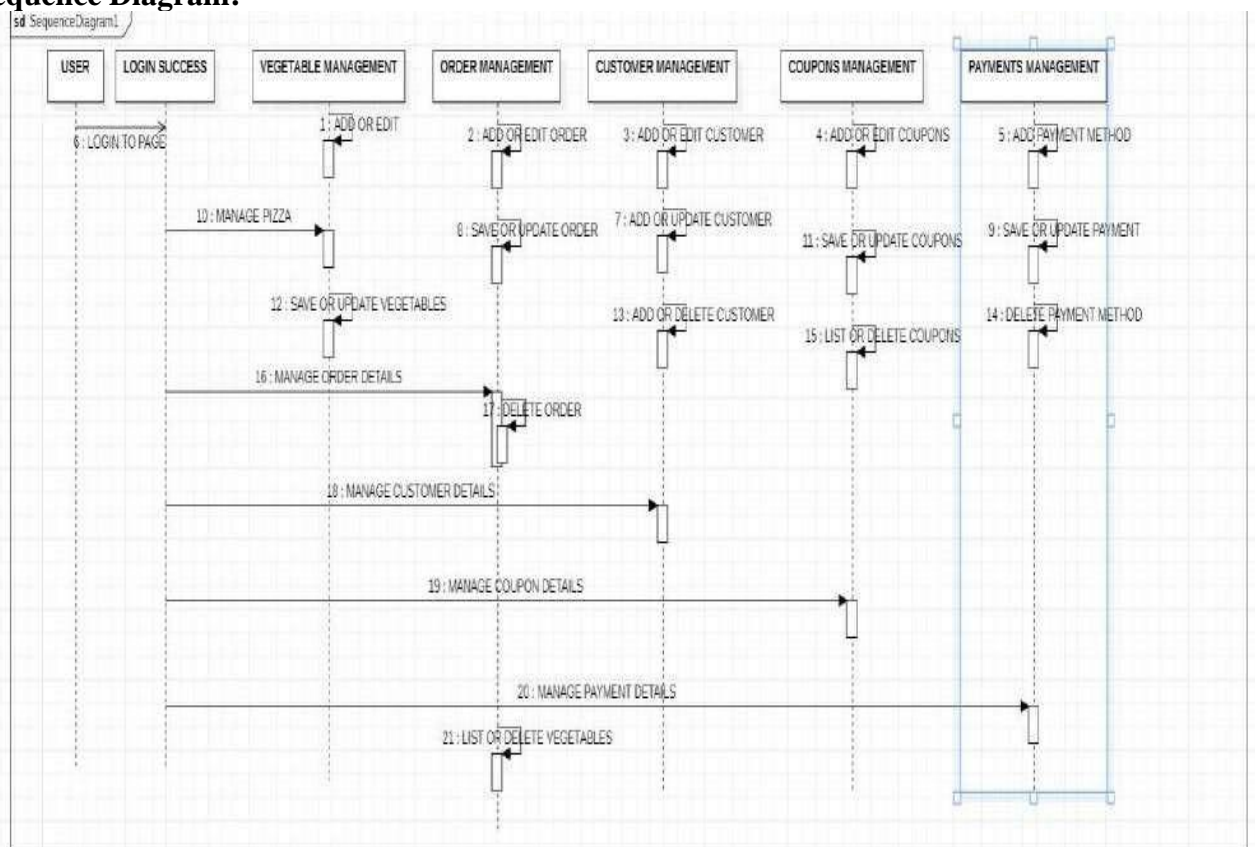 equence Diagram:
sd SequenceDiagram1
USER
LOGIN SUCCESS
VEGETABLE MANAGEMENT
ORDER MANAGEMENT
CUSTOMER MANAGEMENT
COUPONS MANAGEMENT
PAYMENTS MANAGEMENT
1 : ADD OR EDIT
2 : ADD OR EDIT ORDER
3 : ADD OR EDIT CUSTOMER
4 : ADD OR EDIT COUPONS
5 : ADD PAYMENT METHOD
6 : LOGIN TO PAGE
10 : MANAGE PIZZA
8 : SAVE OR UPDATE ORDER
7 : ADD OR UPDATE CUSTOMER
11 : SAVE OR UPDATE COUPONS
9 : SAVE OR UPDATE PAYMENT
12 : SAVE OR UPDATE VEGETABLES
13 : ADD OR DELETE CUSTOMER
15 : LIST OR DELETE COUPONS
14 : DELETE PAYMENT METHOD
16 : MANAGE ORDER DETAILS
17 : DELETE ORDER
18 : MANAGE CUSTOMER DETAILS
19 : MANAGE COUPON DETAILS
20 : MANAGE PAYMENT DETAILS
21 : LIST OR DELETE VEGETABLES